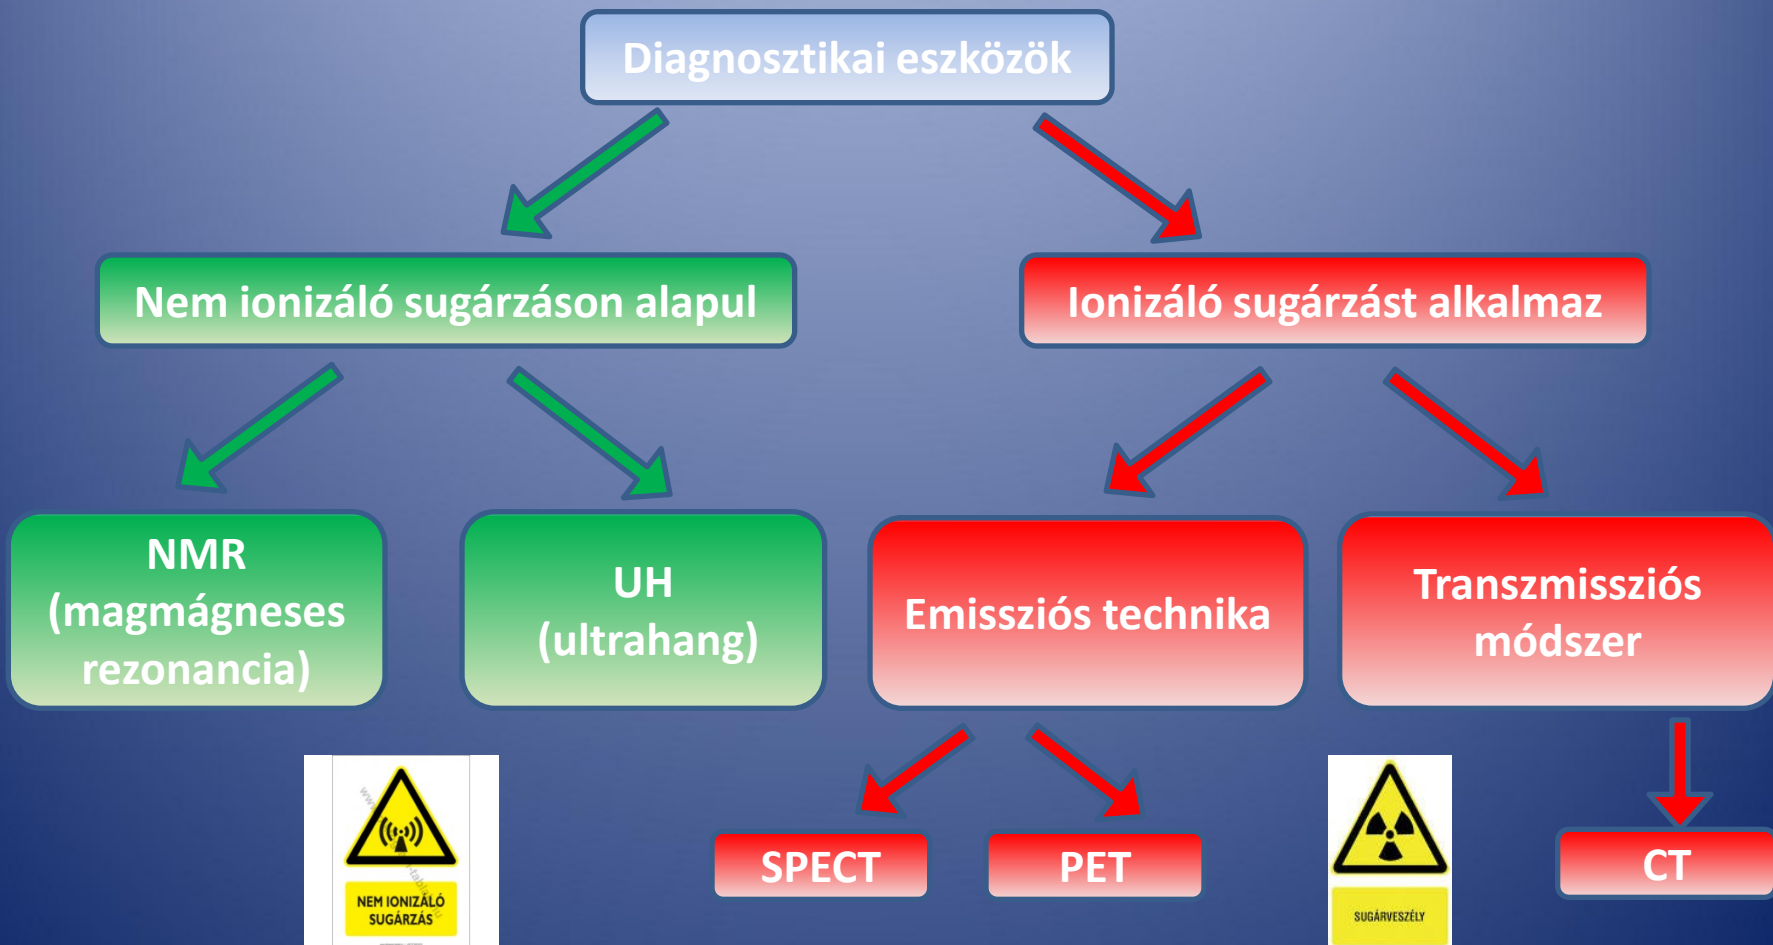 Diagnosztikai eszközök
Nem ionizáló sugárzáson alapul
Ionizáló sugárzást alkalmaz
NMR
(magmágneses
rezonancia)
UH
(ultrahang)
Emissziós technika
Transzmissziós
módszer
SPECT
PET
CT
NEM IONIZÁLÓ
SUGÁRZÁS
SUGÁRVESZÉLY